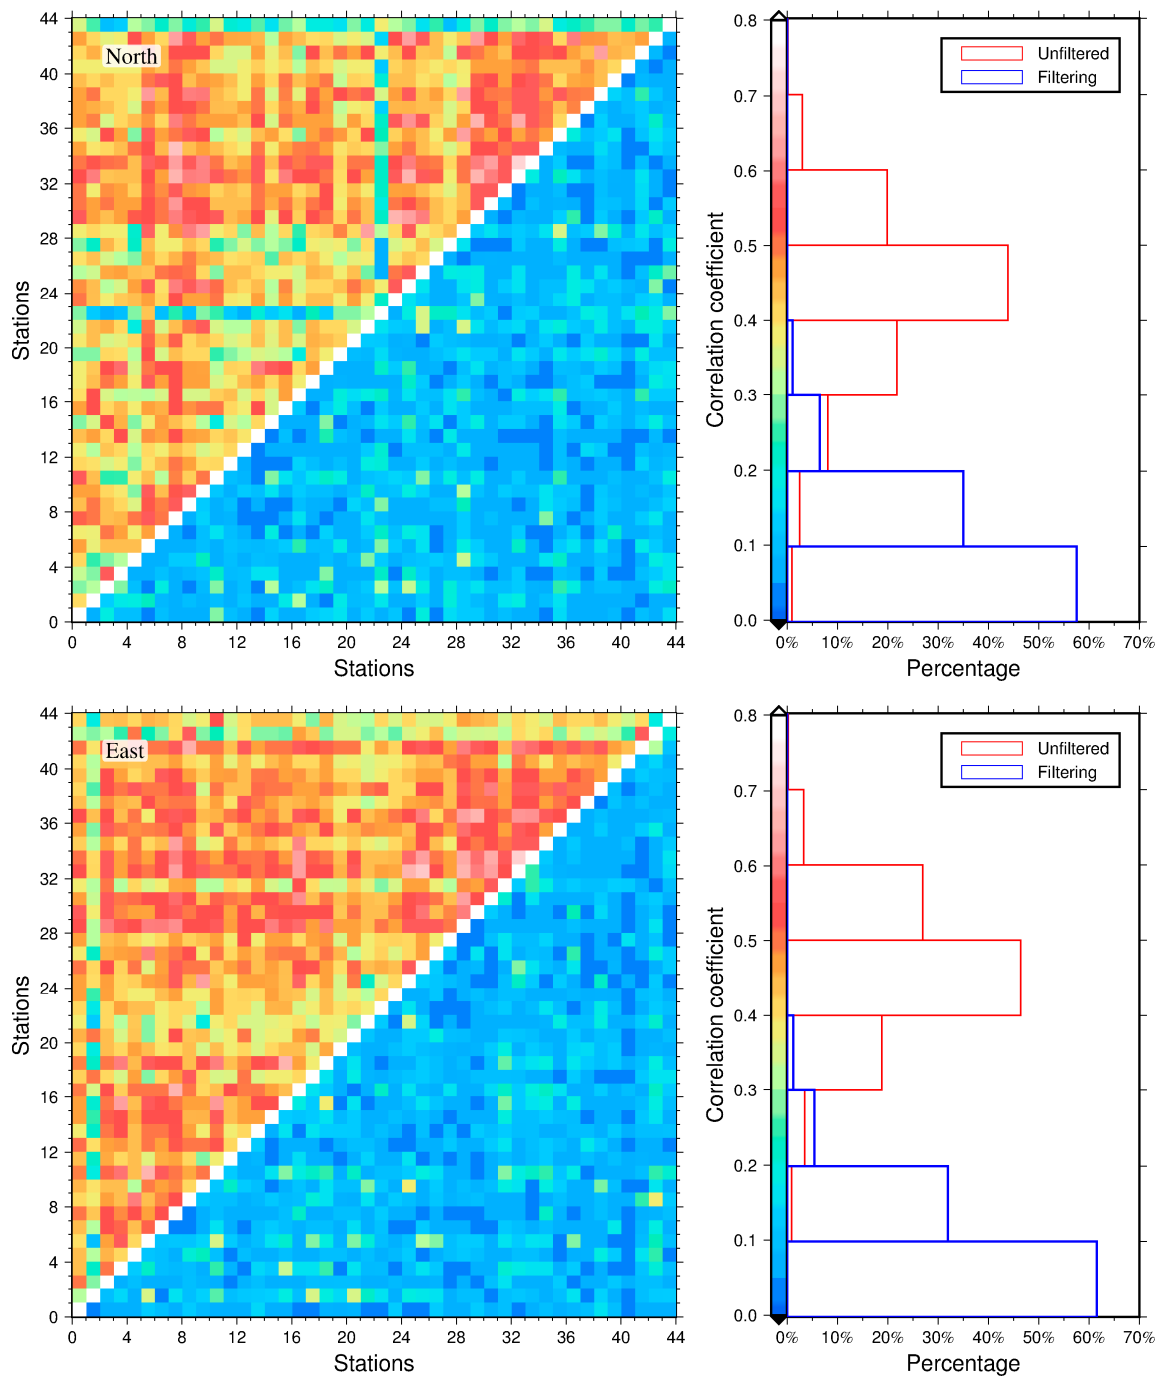 North
44
40
36
32
28
24
20
16
12
8
4
0
Stations
0 4 8 12 16 20 24 28 32 36 40 44
Stations
0.8
0.7
0.6
0.5
0.4
0.3
0.2
0.1
0.0
Correlation coefficient
Unfiltered
Filtering
0% 10% 20% 30% 40% 50% 60% 70%
Percentage
East
44
40
36
32
28
24
20
16
12
8
4
0
Stations
0 4 8 12 16 20 24 28 32 36 40 44
Stations
0.8
0.7
0.6
0.5
0.4
0.3
0.2
0.1
0.0
Correlation coefficient
Unfiltered
Filtering
0% 10% 20% 30% 40% 50% 60% 70%
Percentage